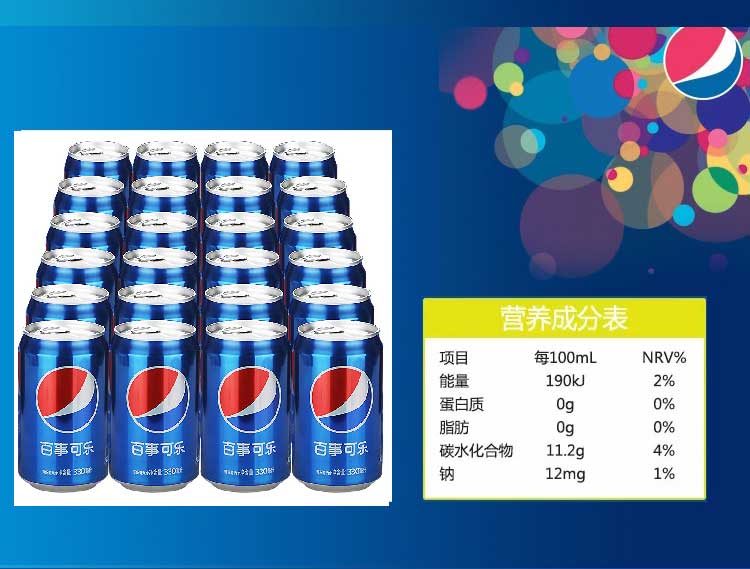 营养成分表
项目 每100mL NRV%
能量 190kJ 2%
蛋白质 0g 0%
脂肪 0g 0%
碳水化合物 11.2g 4%
钠 12mg 1%
百事可乐 百事可乐 百事可乐 百事可乐
净含量:330毫升 净含量:330毫升 净含量:330毫升 净含量:330毫升